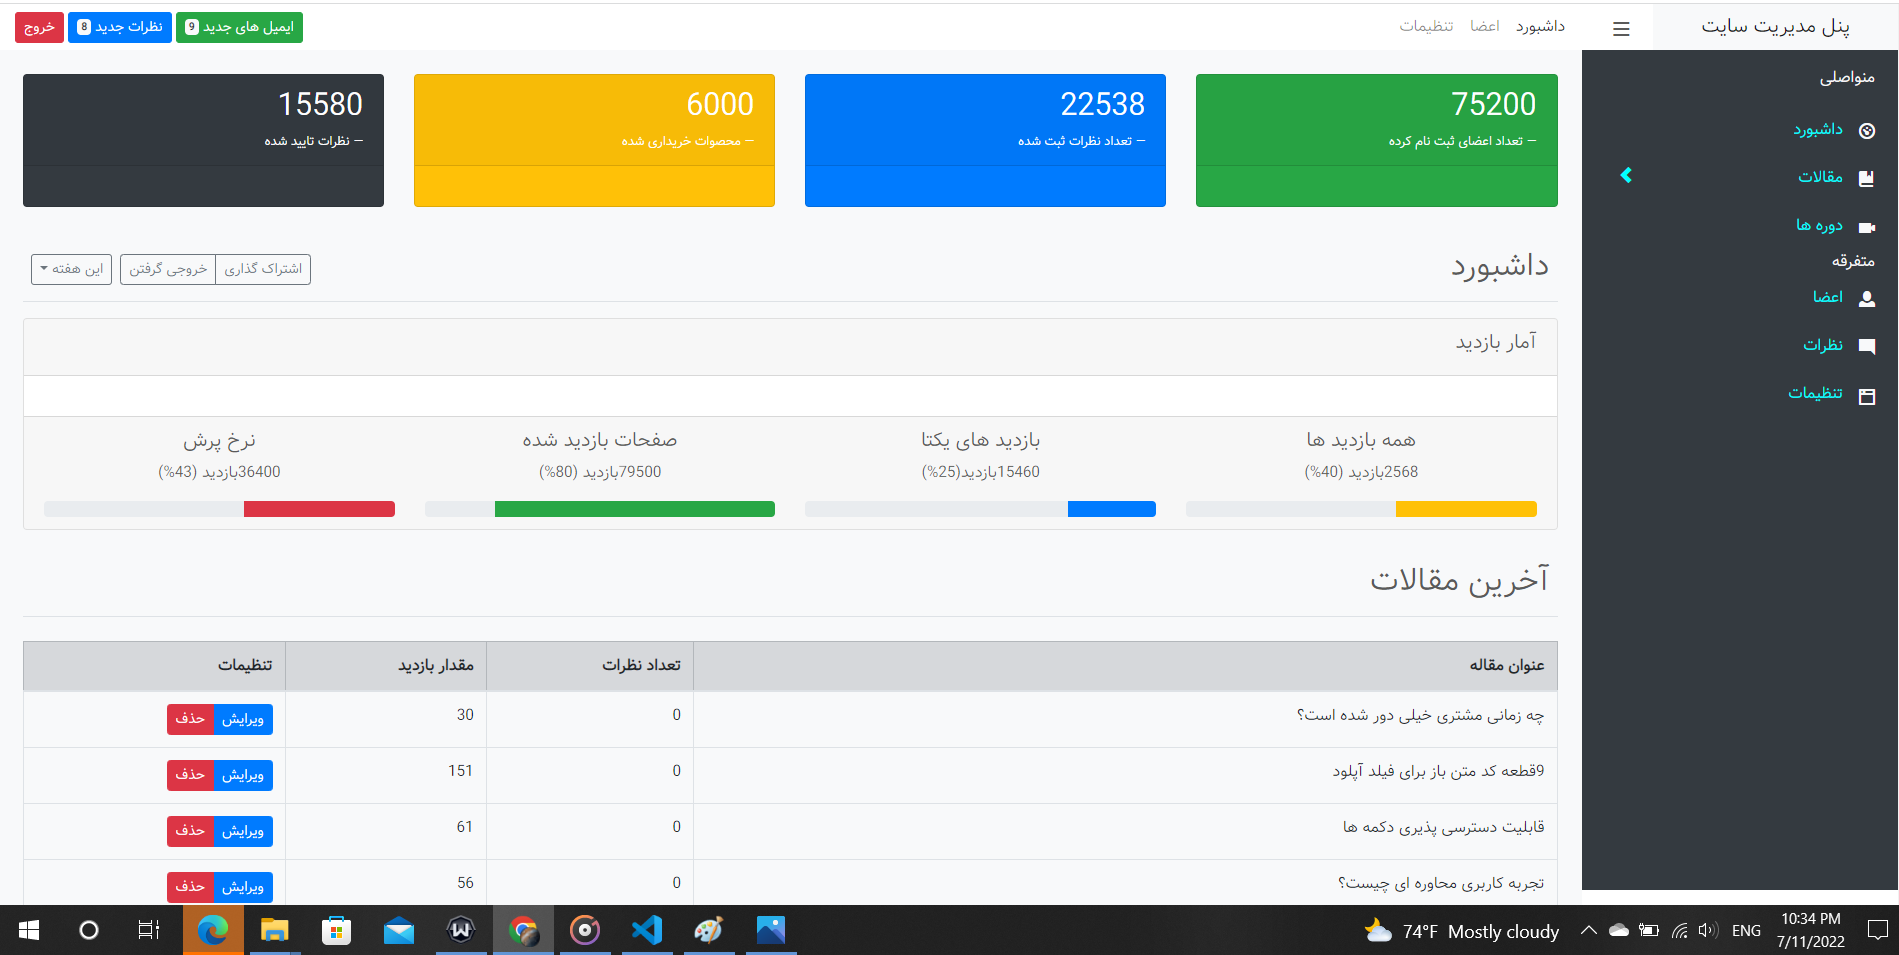 پنل مدیریت سایت
داشبورد اعضا تنظیمات
ایمیل های جدید 9 نظرات جدید 8 خروج
منواصلی
داشبورد
مقالات
دوره ها
متفرقه
اعضا
نظرات
تنظیمات
75200
— تعداد اعضای ثبت نام کرده
22538
— تعداد نظرات ثبت شده
6000
— محصوات خریداری شده
15580
— نظرات تایید شده
داشبورد
اشتراک گذاری خروجی گرفتن این هفته
آمار بازدید
همه بازدید ها
2568بازدید (40%)
بازدید های یکتا
15460بازدید(25%)
صفحات بازدید شده
79500بازدید (80%)
نرخ پرش
36400بازدید (43%)
آخرین مقالات
عنوان مقاله تعداد نظرات مقدار بازدید تنظیمات
چه زمانی مشتری خیلی دور شده است؟ 0 30 ویرایش حذف
9قطعه کد متن باز برای فیلد آپلود 0 151 ویرایش حذف
قابلیت دسترسی پذیری دکمه ها 0 61 ویرایش حذف
تجربه کاربری محاوره ای چیست؟ 0 56 ویرایش حذف
74°F Mostly cloudy
ENG
10:34 PM
7/11/2022